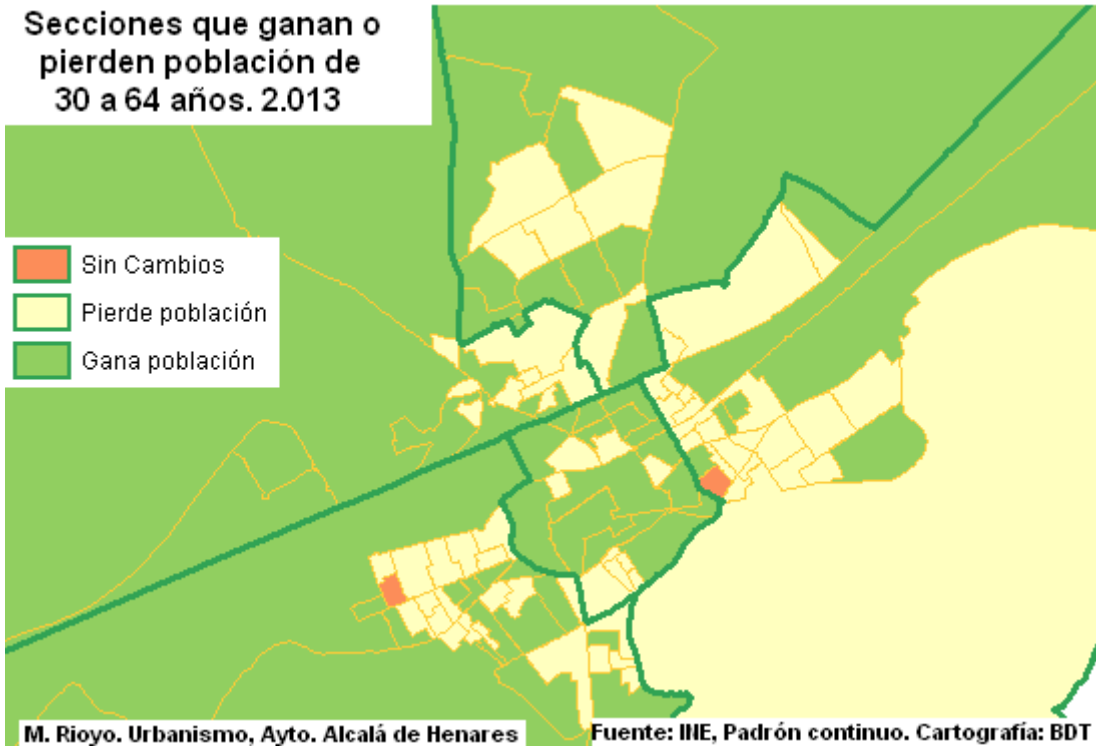 Secciones que ganan o
pierden población de
30 a 64 años. 2.013
Sin Cambios
Pierde población
Gana población
M. Rioyo. Urbanismo, Ayto. Alcalá de Henares
Fuente: INE, Padrón continuo. Cartografía: BDT